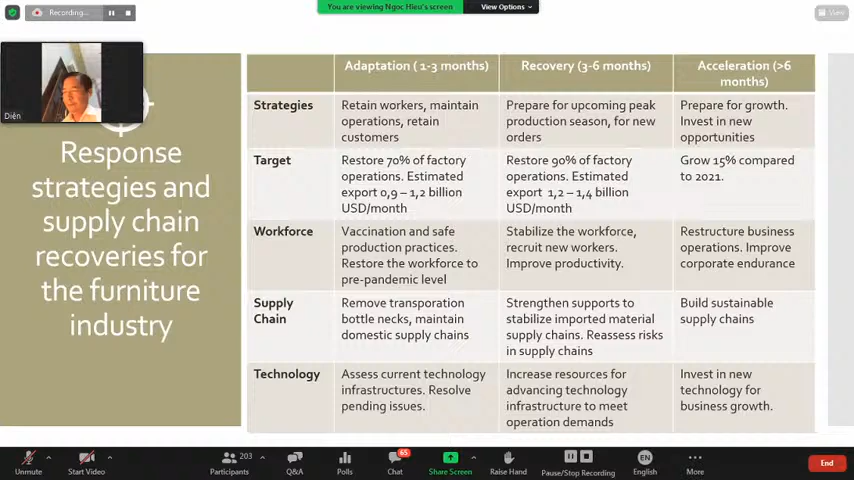 Recording...
You are viewing Ngoc Hieu's screen
View Options
View
Diên
Response
strategies and
supply chain
recoveries for
the furniture
industry
Adaptation ( 1-3 months)
Recovery (3-6 months)
Acceleration (>6
months)
Strategies
Retain workers, maintain
operations, retain
customers
Prepare for upcoming peak
production season, for new
orders
Prepare for growth.
Invest in new
opportunities
Target
Restore 70% of factory
operations. Estimated
export 0,9 – 1,2 billion
USD/month
Restore 90% of factory
operations. Estimated
export 1,2 – 1,4 billion
USD/month
Grow 15% compared
to 2021.
Workforce
Vaccination and safe
production practices.
Restore the workforce to
pre-pandemic level
Stabilize the workforce,
recruit new workers.
Improve productivity.
Restructure business
operations. Improve
corporate endurance
Supply
Chain
Remove transporation
bottle necks, maintain
domestic supply chains
Strengthen supports to
stabilize imported material
supply chains. Reassess risks
in supply chains
Build sustainable
supply chains
Technology
Assess current technology
infrastructures. Resolve
pending issues.
Increase resources for
advancing technology
infrastructure to meet
operation demands
Invest in new
technology for
business growth.
Unmute
Start Video
203
Participants
Q&A
Polls
65
Chat
Share Screen
Raise Hand
Pause/Stop Recording
EN
English
More
End